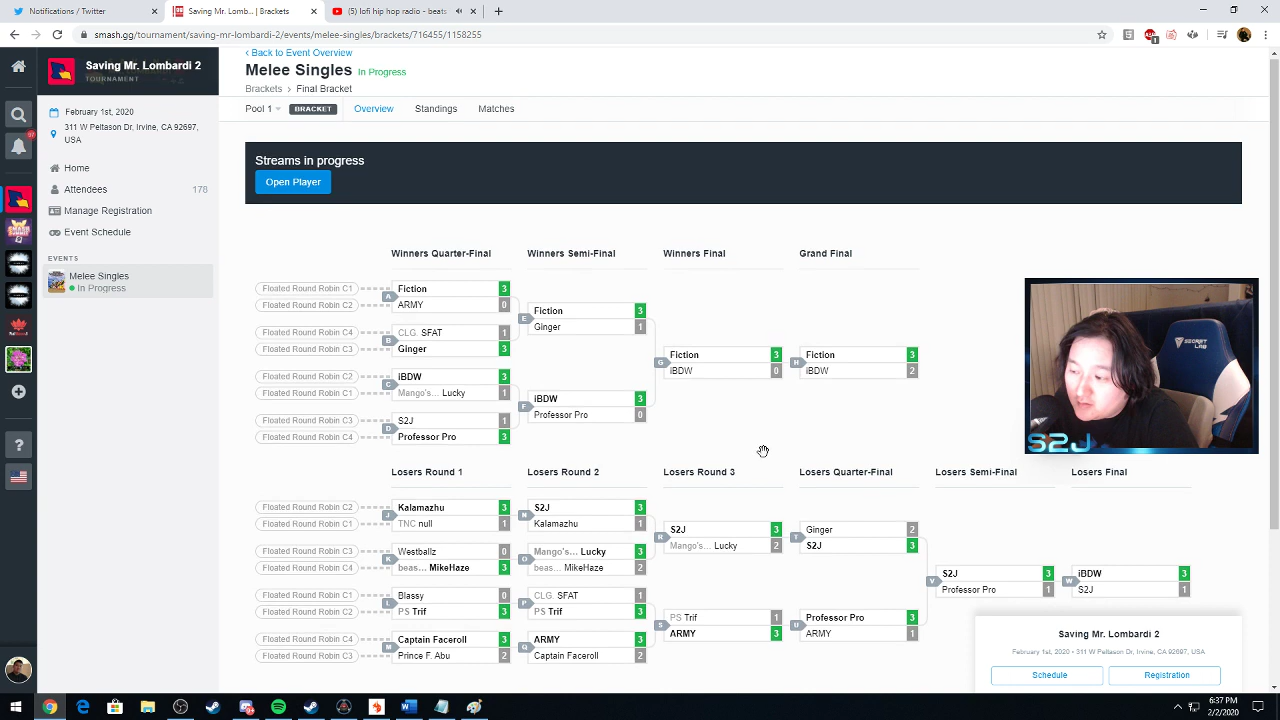 Notifications / Twitter
Saving Mr. Lombardi 2 | Melee
(5) lofi hip hop radio - beats
smash.gg/tournament/saving-mr-lombardi-2/events/melee-singles/brackets/716455/1158255
Saving Mr. Lombardi 2
TOURNAMENT
February 1st, 2020
311 W Peltason Dr, Irvine, CA 92697,
USA
Home
Attendees 178
Manage Registration
Event Schedule
EVENTS
Melee Singles
In Progress
‹ Back to Event Overview
Melee Singles In Progress
Brackets › Final Bracket
Pool 1 BRACKET Overview Standings Matches
Streams in progress
Open Player
Winners Quarter-Final Winners Semi-Final Winners Final Grand Final
Floated Round Robin C1
Floated Round Robin C2
A
Fiction 3
ARMY 0
Floated Round Robin C4
Floated Round Robin C3
B
CLG. SFAT 1
Ginger 3
Floated Round Robin C2
Floated Round Robin C1
C
iBDW 3
Mango's... Lucky 1
Floated Round Robin C3
Floated Round Robin C4
D
S2J 1
Professor Pro 3
E
Fiction 3
Ginger 1
F
iBDW 3
Professor Pro 0
G
Fiction 3
iBDW 0
H
Fiction 3
iBDW 2
Losers Round 1 Losers Round 2 Losers Round 3 Losers Quarter-Final Losers Semi-Final Losers Final
Floated Round Robin C2
Floated Round Robin C1
J
Kalamazhu 3
TNC null 1
Floated Round Robin C3
Floated Round Robin C4
K
Westballz 0
beas... MikeHaze 3
Floated Round Robin C1
Floated Round Robin C2
L
Blassy 0
PS Trif 3
Floated Round Robin C4
Floated Round Robin C3
M
Captain Faceroll 3
Prince F. Abu 2
N
S2J 3
Kalamazhu 1
O
Mango's... Lucky 3
beas... MikeHaze 2
P
CLG. SFAT 1
PS Trif 3
Q
ARMY 3
Captain Faceroll 2
R
S2J 3
Mango's... Lucky 2
S
PS Trif 1
ARMY 3
T
Ginger 2
S2J 3
U
Professor Pro 3
ARMY 1
V
S2J 3
Professor Pro 1
W
iBDW 3
S2J 1
SECRETLAB
S2J
Saving Mr. Lombardi 2
February 1st, 2020 • 311 W Peltason Dr, Irvine, CA 92697, USA
Schedule Registration
6:37 PM
2/2/2020